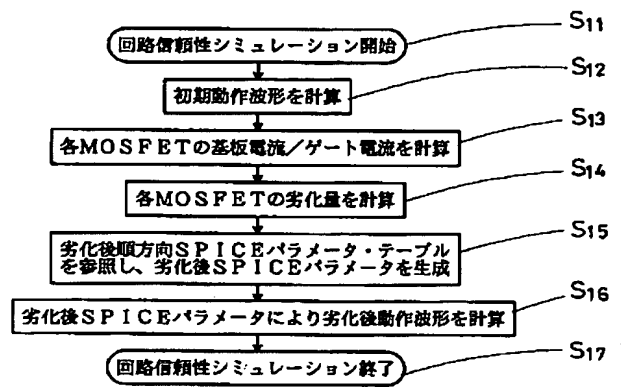 S11
回路信頼性シミュレーション開始
S12
初期動作波形を計算
S13
各MOSFETの基板電流/ゲート電流を計算
S14
各MOSFETの劣化量を計算
S15
劣化後順方向SPICEパラメータ・テーブル
を参照し、劣化後SPICEパラメータを生成
S16
劣化後SPICEパラメータにより劣化後動作波形を計算
S17
回路信頼性シミュレーション終了